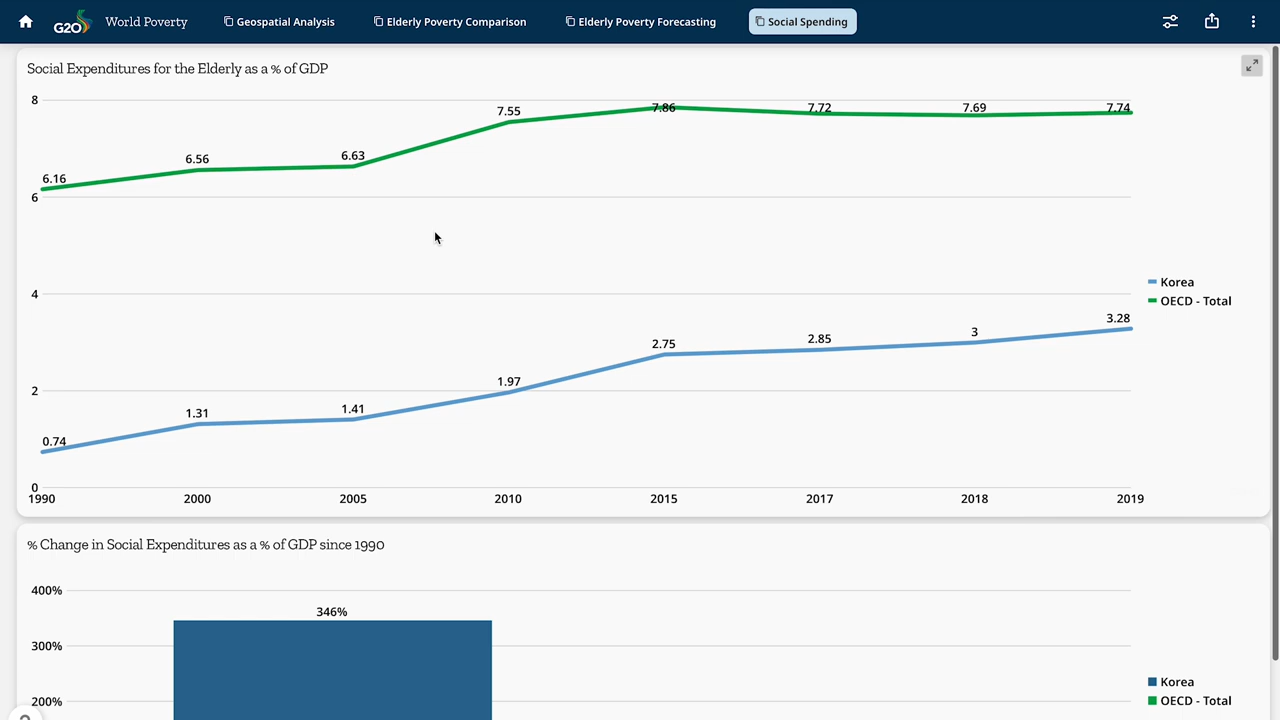 G20 World Poverty Geospatial Analysis Elderly Poverty Comparison Elderly Poverty Forecasting Social Spending
Social Expenditures for the Elderly as a % of GDP
8
7.55 7.86 7.72 7.69 7.74
6.16 6.56 6.63
6
4
Korea
OECD - Total
3.28
2.75 2.85 3
2
1.97
0.74 1.31 1.41
0
1990 2000 2005 2010 2015 2017 2018 2019
% Change in Social Expenditures as a % of GDP since 1990
400%
346%
300%
Korea
200%
OECD - Total